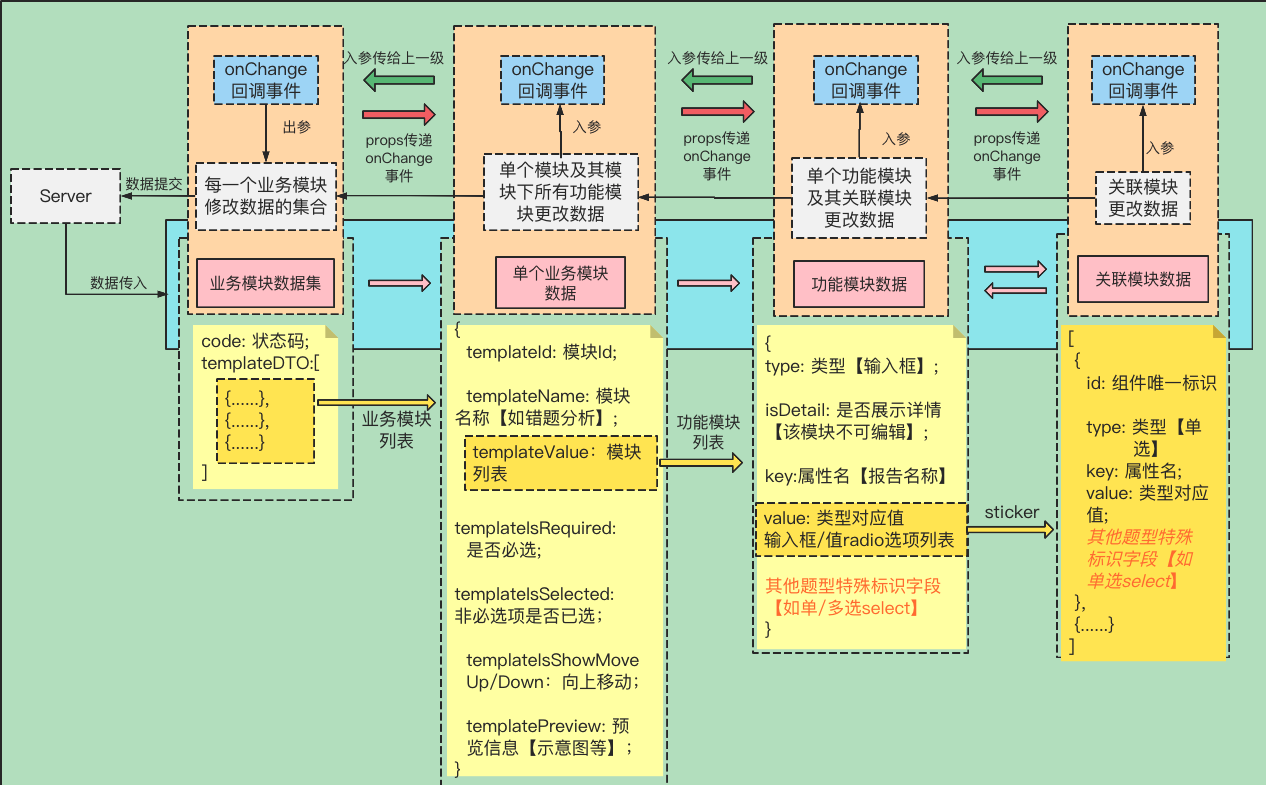 入参传给上一级
入参传给上一级
入参传给上一级
onChange
回调事件
onChange
回调事件
onChange
回调事件
onChange
回调事件
出参
入参
入参
入参
props传递
onChange
事件
props传递
onChange
事件
props传递
onChange
事件
Server
数据提交
每一个业务模块
修改数据的集合
单个模块及其模
块下所有功能模
块更改数据
单个功能模块
及其关联模块
更改数据
关联模块
更改数据
数据传入
业务模块数据集
单个业务模块
数据
功能模块数据
关联模块数据
code: 状态码;
templateDTO:[
{......},
{......},
{......}
]
业务模块
列表
{
templateId: 模块Id;
templateName: 模块
名称【如错题分析】;
templateValue：模块
列表
templateIsRequired:
是否必选;
templateIsSelected:
非必选项是否已选；
templateIsShowMove
Up/Down：向上移动;
templatePreview: 预
览信息【示意图等】;
}
功能模块
列表
{
type: 类型【输入框】;
isDetail: 是否展示详情
【该模块不可编辑】;
key:属性名【报告名称】
value: 类型对应值
输入框/值radio选项列表
其他题型特殊标识字段
【如单/多选select】
}
sticker
[
{
id: 组件唯一标识
type: 类型【单
选】
key: 属性名;
value: 类型对应
值;
其他题型特殊
标识字段【如
单选select】
},
{......}
]